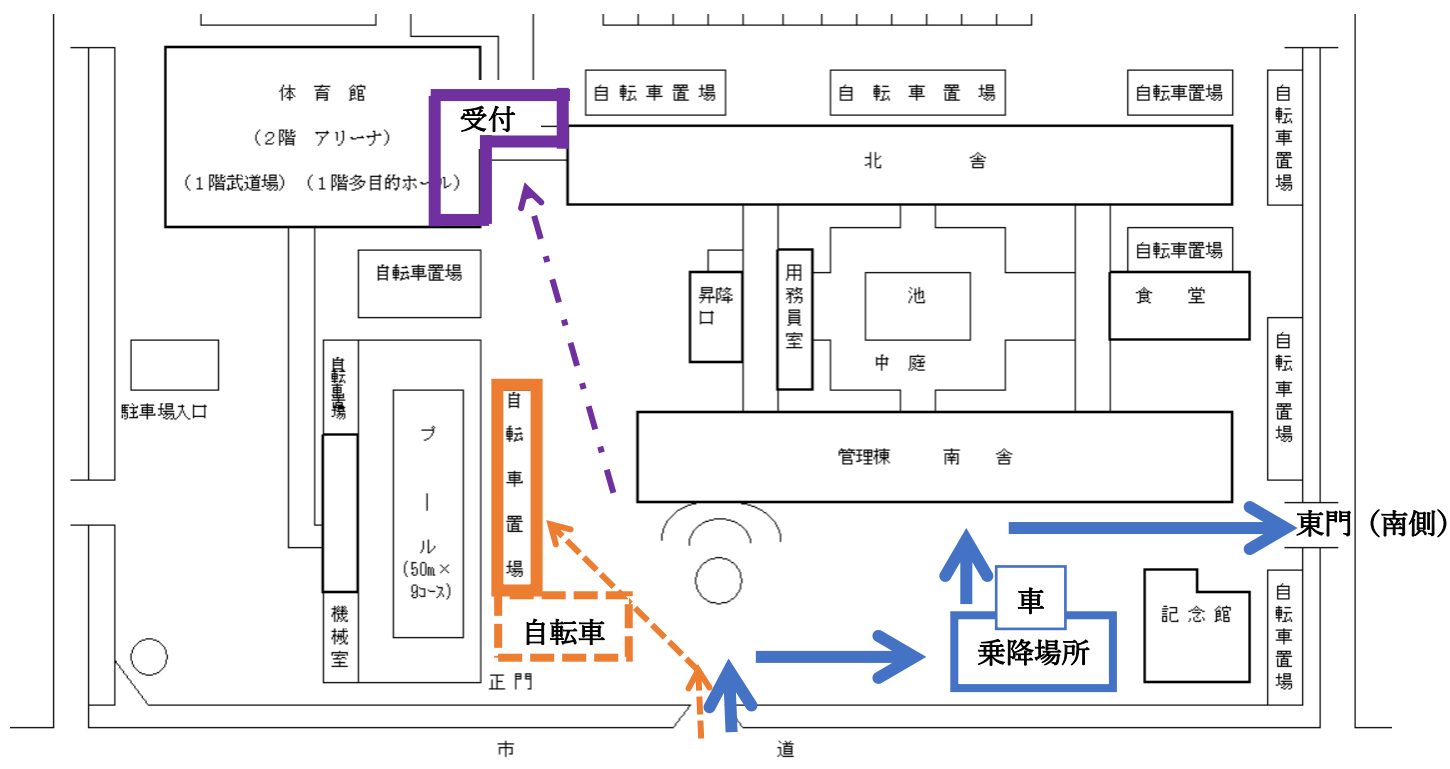 体育館
(2階 アリーナ)
(1階武道場) (1階多目的ホール)
受付
自転車置場
自転車置場
自転車置場
自転車置場
北舎
自転車置場
昇降口
用務員室
池
中庭
自転車置場
食堂
自転車置場
駐車場入口
自転車置場
プール
(50m×
9コース)
機械室
自転車置場
自転車
正門
管理棟 南舎
東門 (南側)
車
乗降場所
記念館
自転車置場
市道